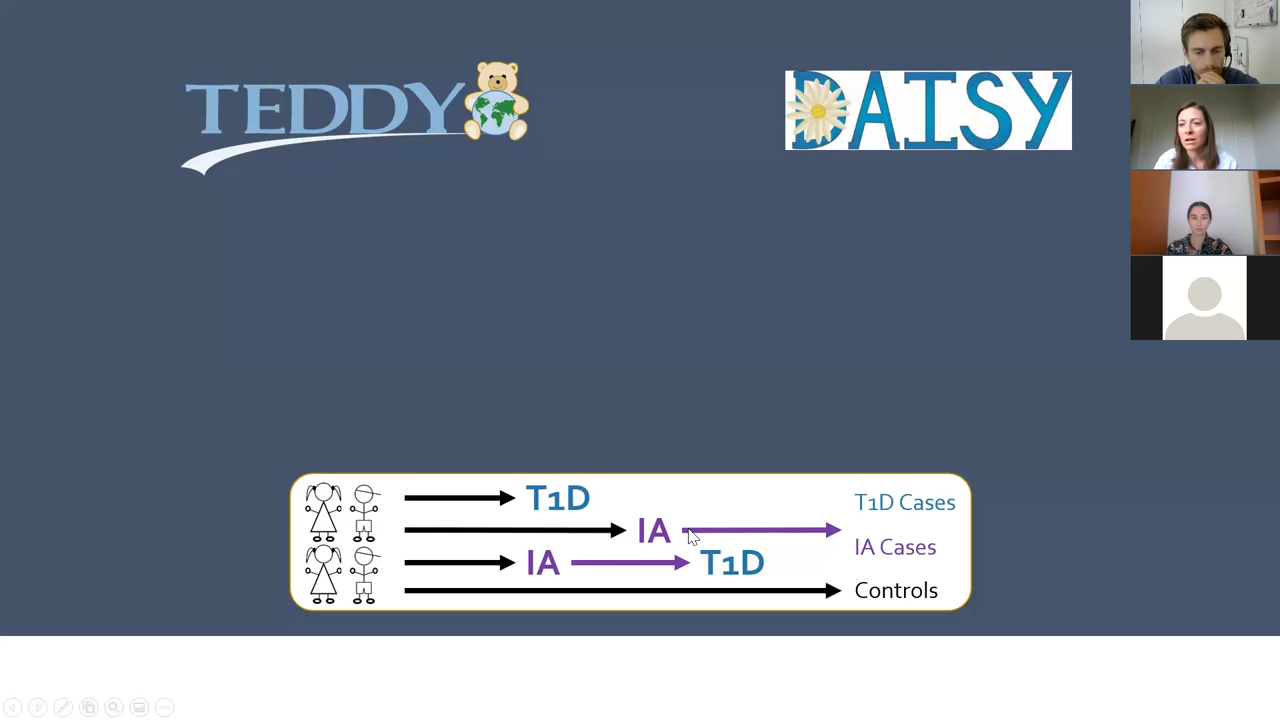 TEDDY
DAISY
T1D
T1D Cases
IA
IA Cases
IA
T1D
Controls